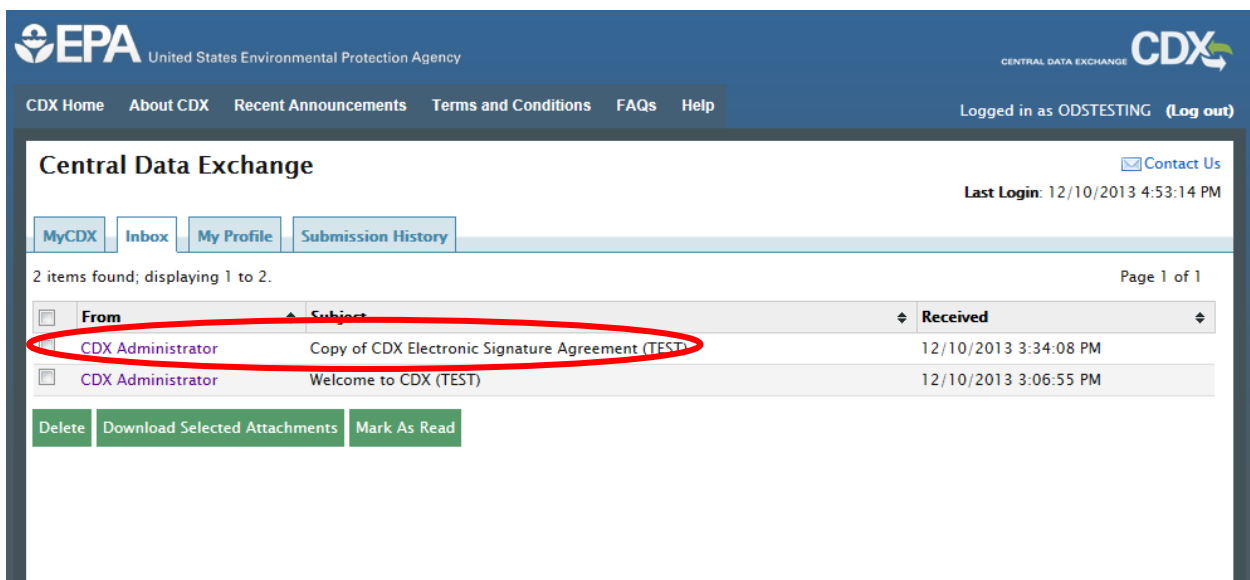 EPA United States Environmental Protection Agency
CENTRAL DATA EXCHANGE CDX
CDX Home About CDX Recent Announcements Terms and Conditions FAQs Help
Logged in as ODSTESTING (Log out)
Central Data Exchange
Contact Us
Last Login: 12/10/2013 4:53:14 PM
MyCDX Inbox My Profile Submission History
2 items found; displaying 1 to 2. Page 1 of 1
From Subject Received
CDX Administrator Copy of CDX Electronic Signature Agreement (TEST) 12/10/2013 3:34:08 PM
CDX Administrator Welcome to CDX (TEST) 12/10/2013 3:06:55 PM
Delete Download Selected Attachments Mark As Read